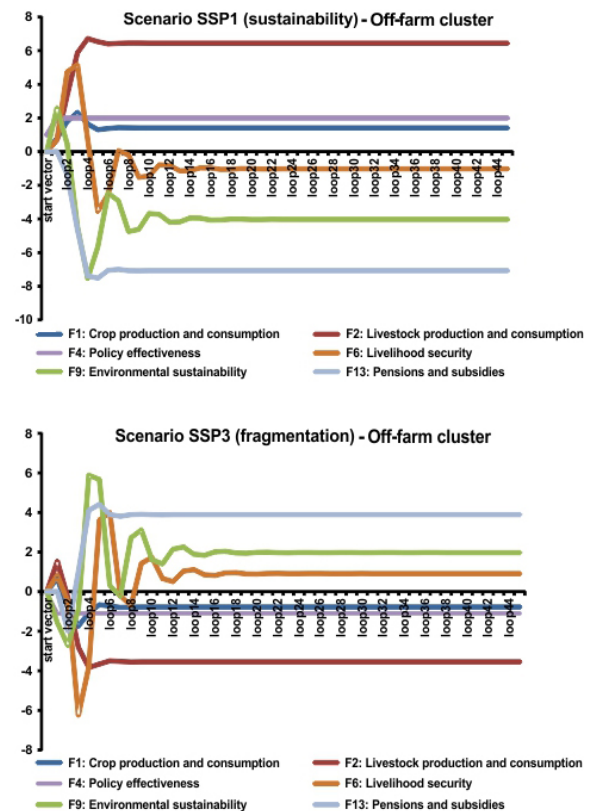 Scenario SSP1 (sustainability) - Off-farm cluster
8
6
4
2
0
-2
-4
-6
-8
-10
start vector
loop2
loop4
loop6
loop8
loop10
loop12
loop14
loop16
loop18
loop20
loop22
loop24
loop26
loop28
loop30
loop32
loop34
loop36
loop38
loop40
loop42
loop44
F1: Crop production and consumption F2: Livestock production and consumption
F4: Policy effectiveness F6: Livelihood security
F9: Environmental sustainability F13: Pensions and subsidies
Scenario SSP3 (fragmentation) - Off-farm cluster
8
6
4
2
0
-2
-4
-6
-8
start vector
loop2
loop4
loop6
loop8
loop10
loop12
loop14
loop16
loop18
loop20
loop22
loop24
loop26
loop28
loop30
loop32
loop34
loop36
loop38
loop40
loop42
loop44
F1: Crop production and consumption F2: Livestock production and consumption
F4: Policy effectiveness F6: Livelihood security
F9: Environmental sustainability F13: Pensions and subsidies